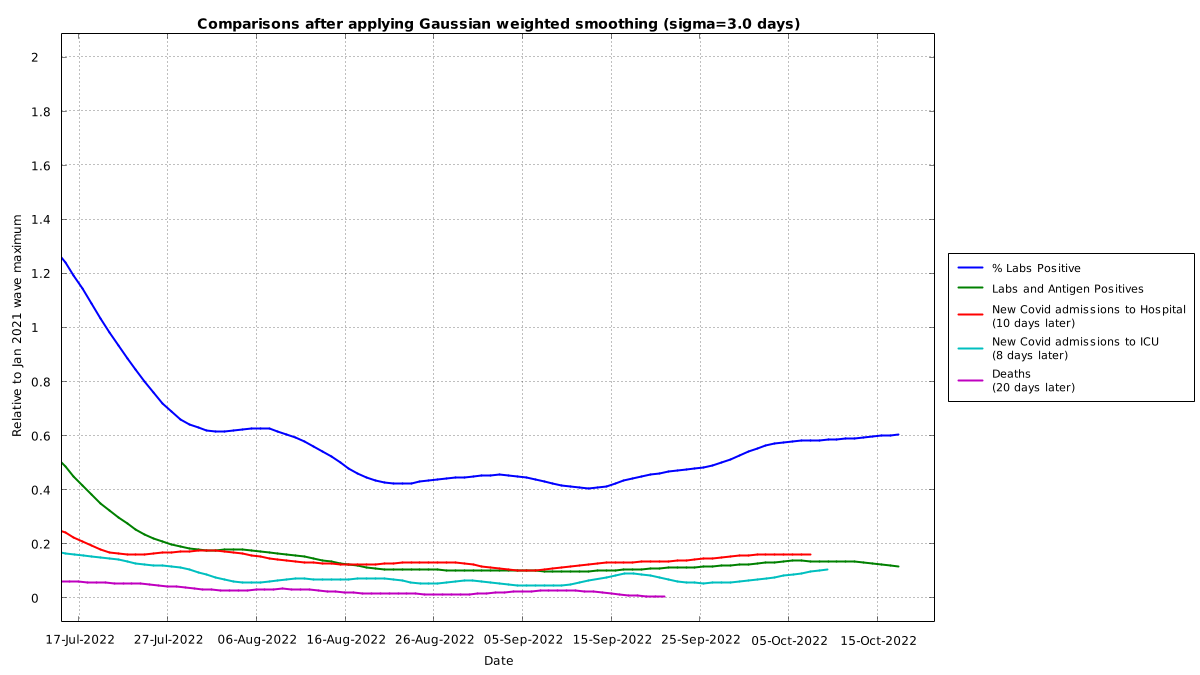 Comparisons after applying Gaussian weighted smoothing (sigma=3.0 days)
Relative to Jan 2021 wave maximum
2
1.8
1.6
1.4
1.2
1
0.8
0.6
0.4
0.2
0
17-Jul-2022 27-Jul-2022 06-Aug-2022 16-Aug-2022 26-Aug-2022 05-Sep-2022 15-Sep-2022 25-Sep-2022 05-Oct-2022 15-Oct-2022
Date
% Labs Positive
Labs and Antigen Positives
New Covid admissions to Hospital
(10 days later)
New Covid admissions to ICU
(8 days later)
Deaths
(20 days later)